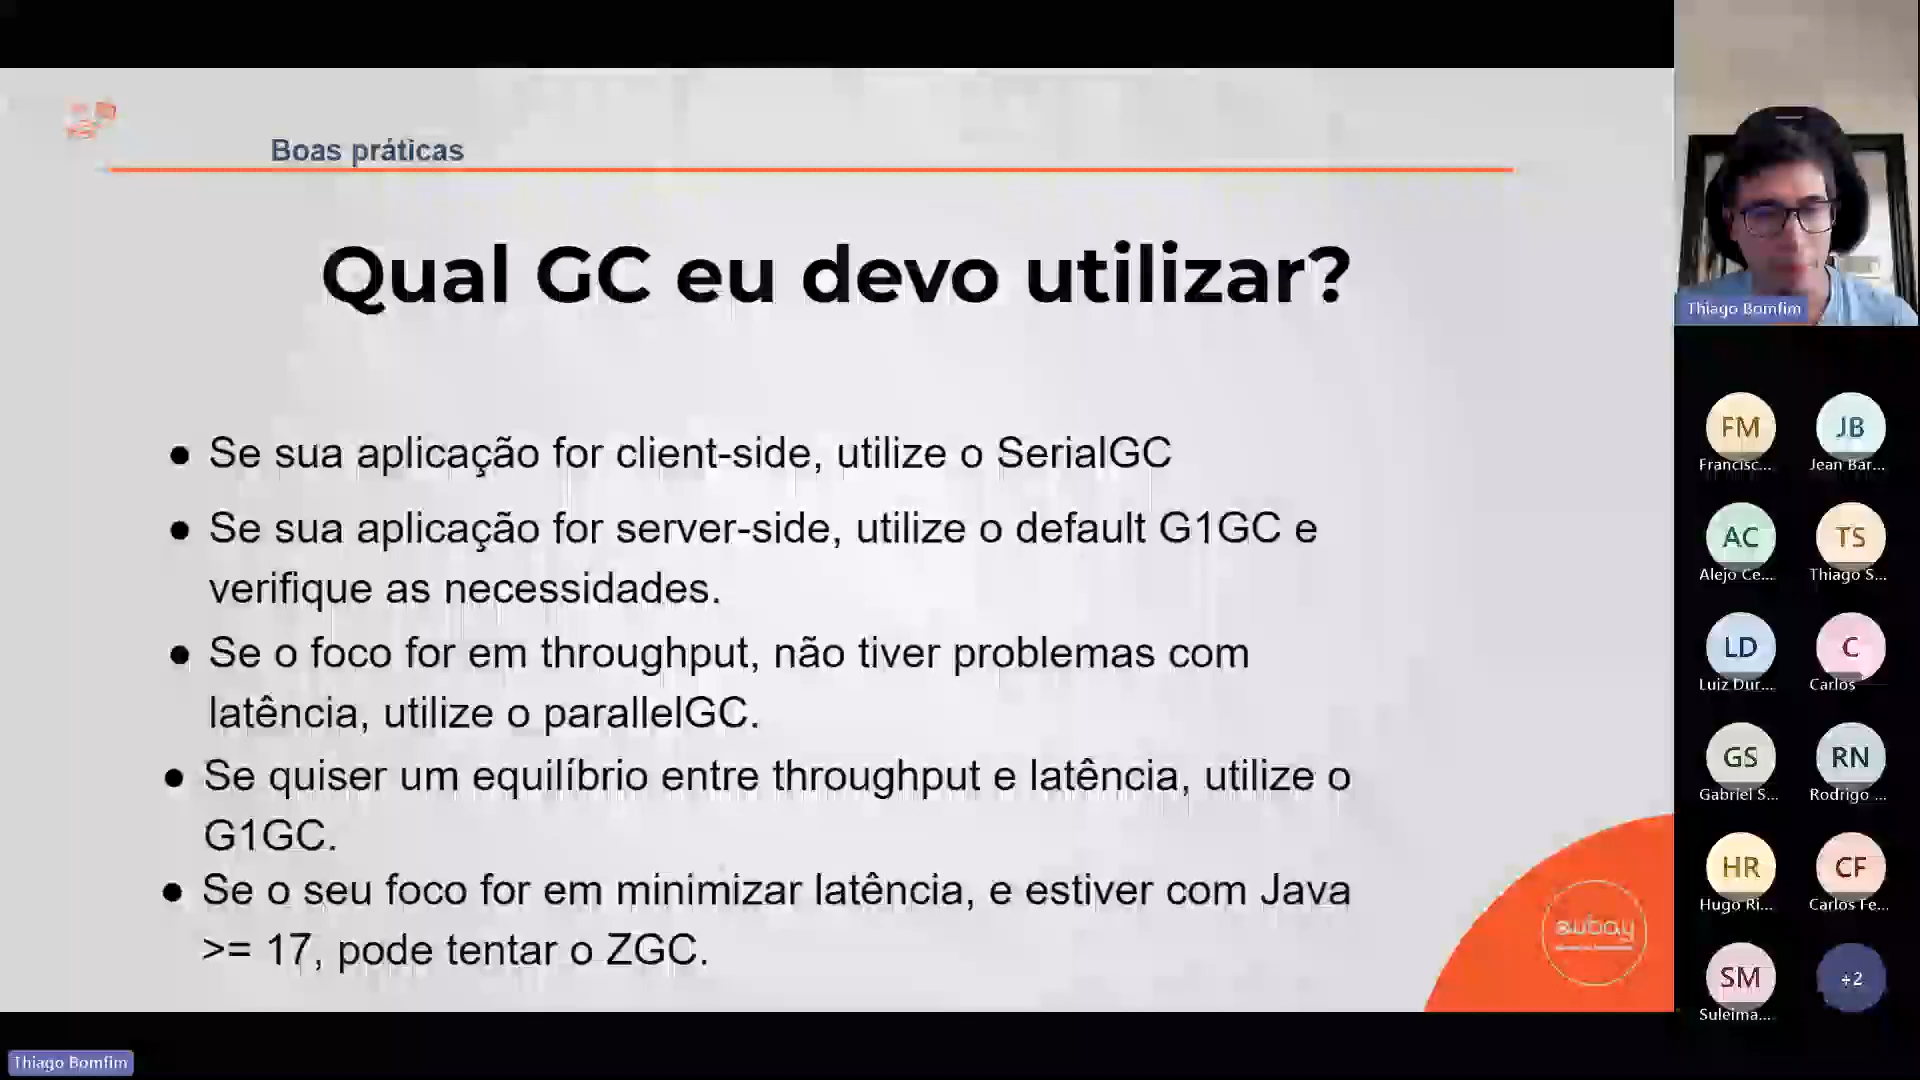 Boas práticas
Qual GC eu devo utilizar?
● Se sua aplicação for client-side, utilize o SerialGC
● Se sua aplicação for server-side, utilize o default G1GC e
verifique as necessidades.
● Se o foco for em throughput, não tiver problemas com
latência, utilize o parallelGC.
● Se quiser um equilíbrio entre throughput e latência, utilize o
G1GC.
● Se o seu foco for em minimizar latência, e estiver com Java
>= 17, pode tentar o ZGC.
aubay
Thiago Bomfim
Thiago Bomfim
FM
Francisc...
JB
Jean Bar...
AC
Alejo Ce...
TS
Thiago S...
LD
Luiz Dur...
C
Carlos
GS
Gabriel S...
RN
Rodrigo ...
HR
Hugo Ri...
CF
Carlos Fe...
SM
Suleima...
+2